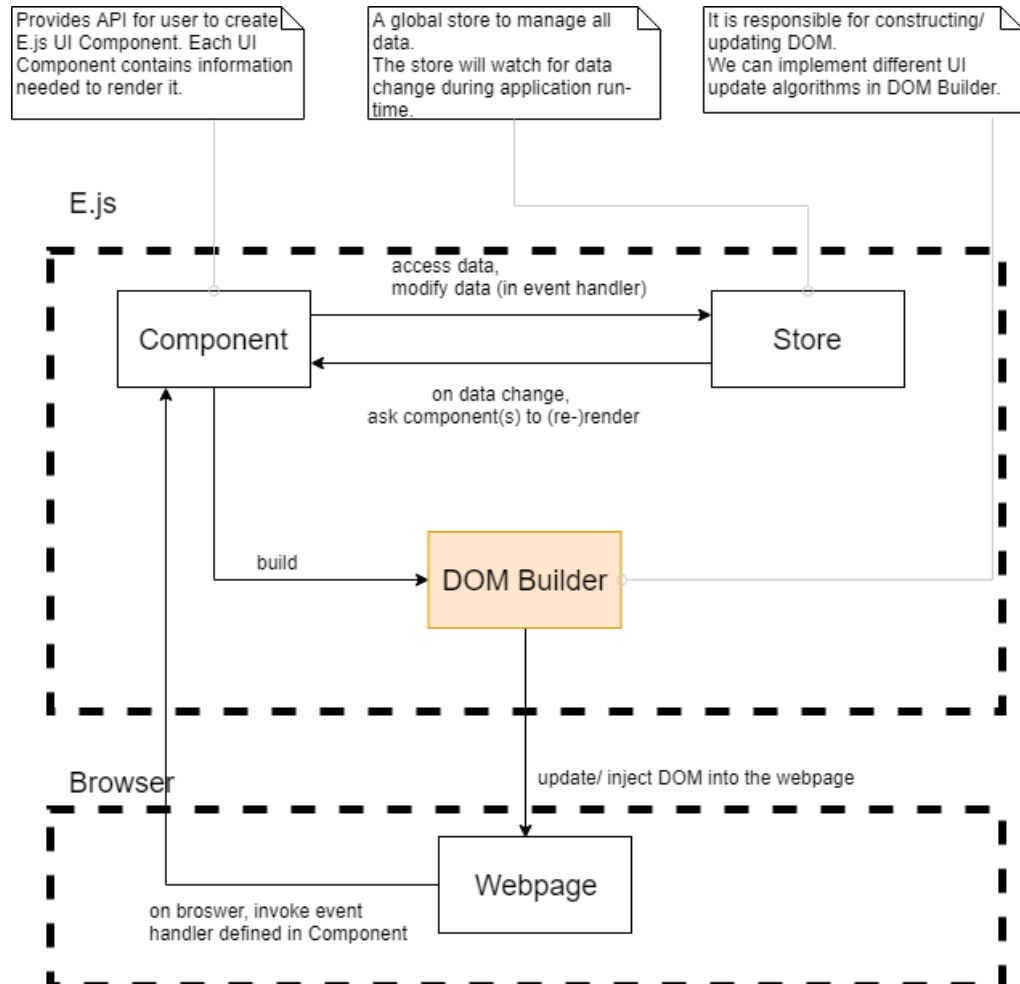 Provides API for user to create
E.js UI Component. Each UI
Component contains information
needed to render it.
A global store to manage all
data.
The store will watch for data
change during application run-
time.
It is responsible for constructing/
updating DOM.
We can implement different UI
update algorithms in DOM Builder.
E.js
access data,
modify data (in event handler)
Component
Store
on data change,
ask component(s) to (re-)render
build
DOM Builder
Browser
update/ inject DOM into the webpage
Webpage
on broswer, invoke event
handler defined in Component